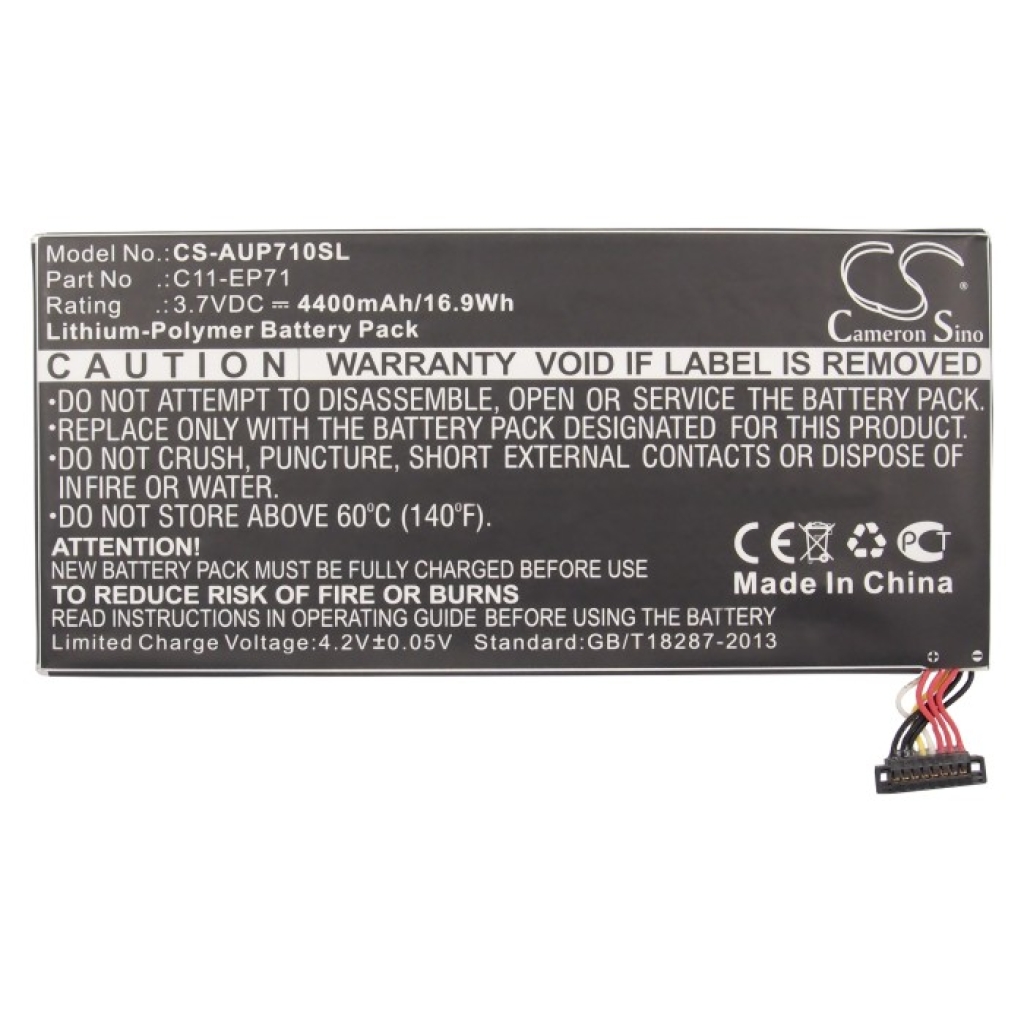 Model No.: CS-AUP710SL
Part No .: C11-EP71
Rating .: 3.7VDC ⎓ 4400mAh/16.9Wh
Lithium-Polymer Battery Pack
CS ®
Cameron Sino
CAUTION WARRANTY VOID IF LABEL IS REMOVED
•DO NOT ATTEMPT TO DISASSEMBLE, OPEN OR SERVICE THE BATTERY PACK.
•REPLACE ONLY WITH THE BATTERY PACK DESIGNATED FOR THIS PRODUCT.
•DO NOT CRUSH, PUNCTURE, SHORT EXTERNAL CONTACTS OR DISPOSE OF
IN FIRE OR WATER.
•DO NOT STORE ABOVE 60°C (140°F).
ATTENTION!
NEW BATTERY PACK MUST BE FULLY CHARGED BEFORE USE
TO REDUCE RISK OF FIRE OR BURNS
READ INSTRUCTIONS IN OPERATING GUIDE BEFORE USING THE BATTERY
Limited Charge Voltage:4.2V±0.05V Standard:GB/T18287-2013
CE PCT
Made In China
+ −